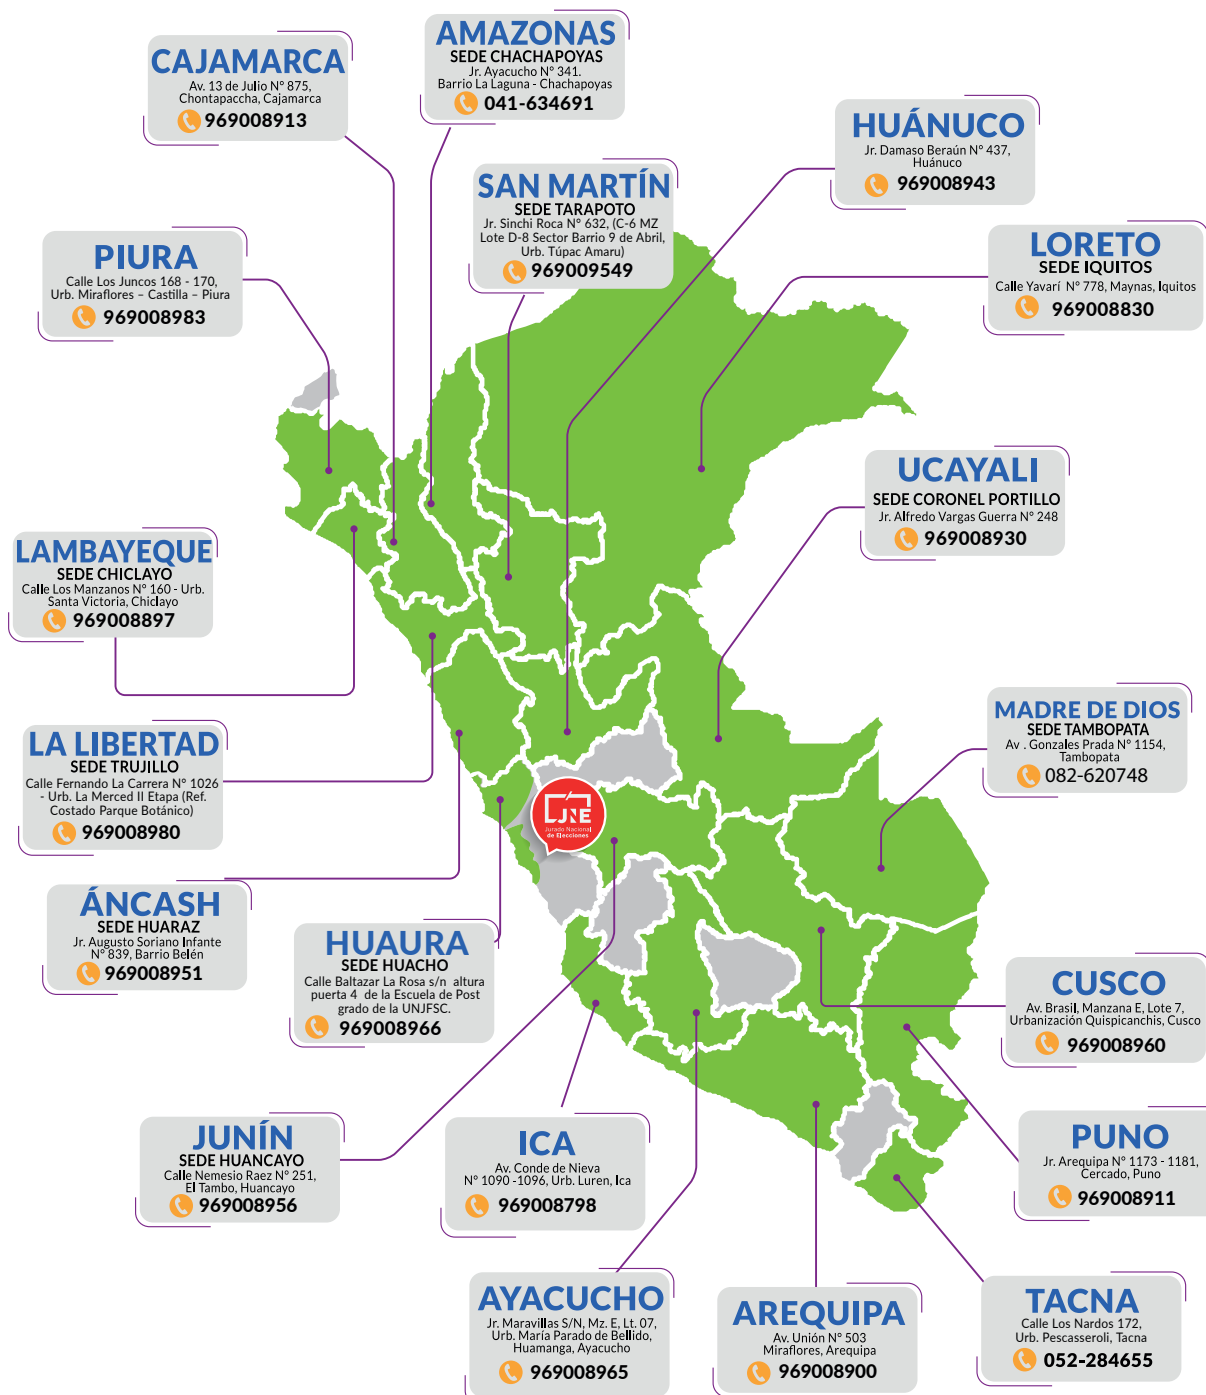 AMAZONAS
SEDE CHACHAPOYAS
Jr. Ayacucho N° 341.
Barrio La Laguna - Chachapoyas
041-634691
CAJAMARCA
Av. 13 de Julio N° 875,
Chontapaccha, Cajamarca
969008913
HUÁNUCO
Jr. Damaso Beraún N° 437,
Huánuco
969008943
SAN MARTÍN
SEDE TARAPOTO
Jr. Sinchi Roca N° 632, (C-6 MZ
Lote D-8 Sector Barrio 9 de Abril,
Urb. Túpac Amaru)
969009549
PIURA
Calle Los Juncos 168 - 170,
Urb. Miraflores – Castilla – Piura
969008983
LORETO
SEDE IQUITOS
Calle Yavarí N° 778, Maynas, Iquitos
969008830
UCAYALI
SEDE CORONEL PORTILLO
Jr. Alfredo Vargas Guerra N° 248
969008930
LAMBAYEQUE
SEDE CHICLAYO
Calle Los Manzanos N° 160 - Urb.
Santa Victoria, Chiclayo
969008897
MADRE DE DIOS
SEDE TAMBOPATA
Av . Gonzales Prada N° 1154,
Tambopata
082-620748
LA LIBERTAD
SEDE TRUJILLO
Calle Fernando La Carrera N° 1026
- Urb. La Merced II Etapa (Ref.
Costado Parque Botánico)
969008980
JNE
Jurado Nacional
de Elecciones
ÁNCASH
SEDE HUARAZ
Jr. Augusto Soriano Infante
N° 839, Barrio Belén
969008951
HUAURA
SEDE HUACHO
Calle Baltazar La Rosa s/n altura
puerta 4 de la Escuela de Post
grado de la UNJFSC.
969008966
CUSCO
Av. Brasil, Manzana E, Lote 7,
Urbanización Quispicanchis, Cusco
969008960
JUNÍN
SEDE HUANCAYO
Calle Nemesio Raez N° 251,
El Tambo, Huancayo
969008956
ICA
Av. Conde de Nieva
N° 1090 -1096, Urb. Luren, Ica
969008798
PUNO
Jr. Arequipa N° 1173 - 1181,
Cercado, Puno
969008911
AYACUCHO
Jr. Maravillas S/N, Mz. E, Lt. 07,
Urb. María Parado de Bellido,
Huamanga, Ayacucho
969008965
AREQUIPA
Av. Unión N° 503
Miraflores, Arequipa
969008900
TACNA
Calle Los Nardos 172,
Urb. Pescasseroli, Tacna
052-284655